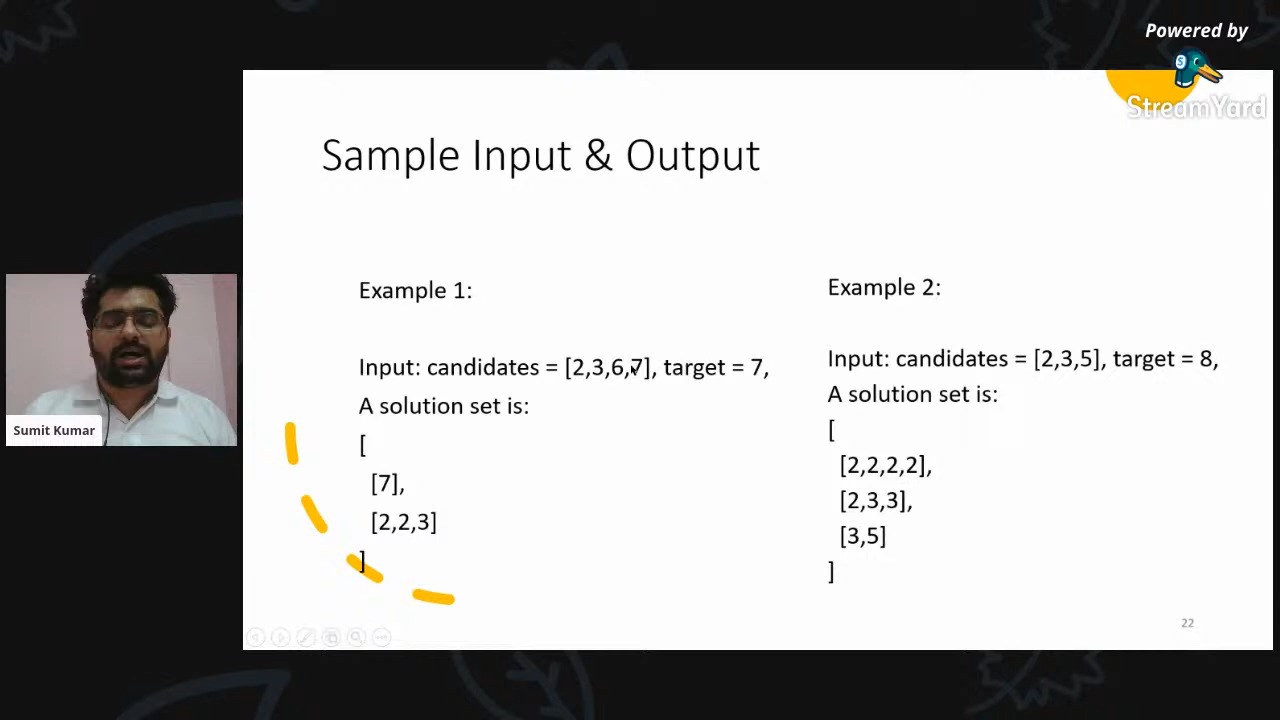 Powered by
S
StreamYard
Sample Input & Output
Example 1:
Input: candidates = [2,3,6,7], target = 7,
A solution set is:
[
[7],
[2,2,3]
]
Example 2:
Input: candidates = [2,3,5], target = 8,
A solution set is:
[
[2,2,2,2],
[2,3,3],
[3,5]
]
Sumit Kumar
22